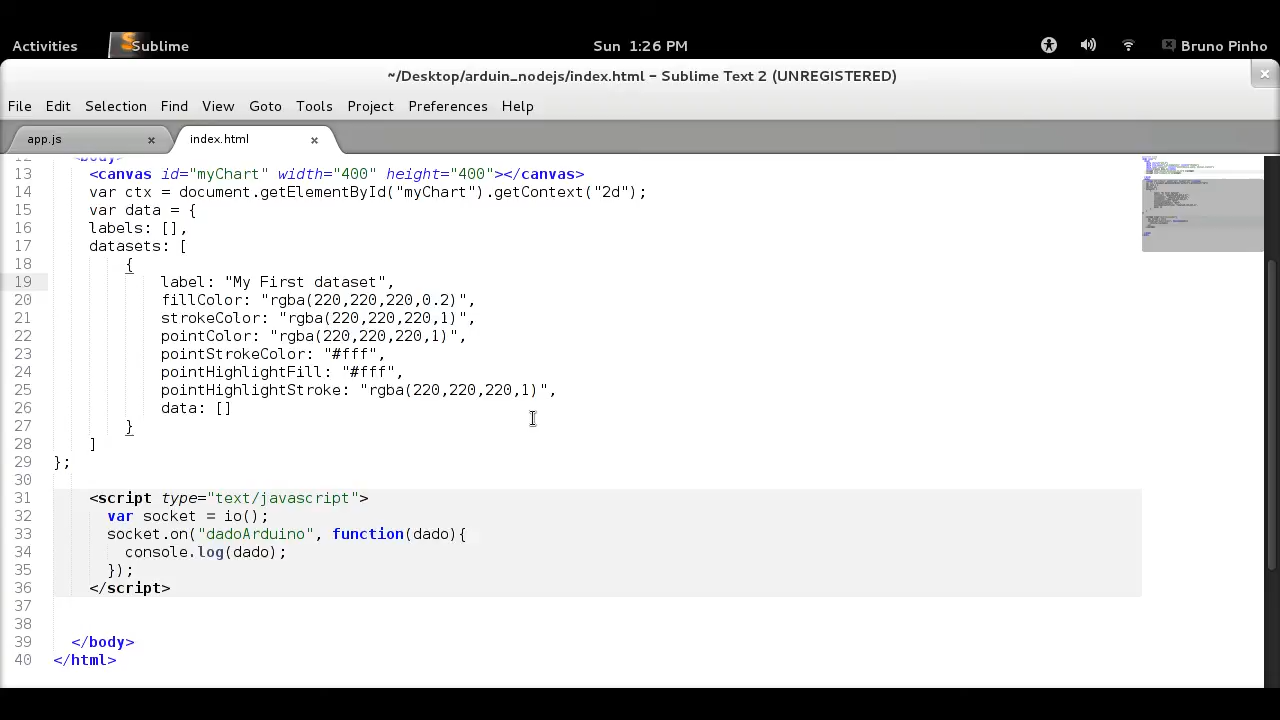 Activities
Sublime
Sun 1:26 PM
Bruno Pinho
~/Desktop/arduin_nodejs/index.html – Sublime Text 2 (UNREGISTERED)
File Edit Selection Find View Goto Tools Project Preferences Help
app.js
index.html
12 <body>
13 <canvas id="myChart" width="400" height="400"></canvas>
14 var ctx = document.getElementById("myChart").getContext("2d");
15 var data = {
16 labels: [],
17 datasets: [
18 {
19 label: "My First dataset",
20 fillColor: "rgba(220,220,220,0.2)",
21 strokeColor: "rgba(220,220,220,1)",
22 pointColor: "rgba(220,220,220,1)",
23 pointStrokeColor: "#fff",
24 pointHighlightFill: "#fff",
25 pointHighlightStroke: "rgba(220,220,220,1)",
26 data: []
27 }
28 ]
29 };
30
31 <script type="text/javascript">
32 var socket = io();
33 socket.on("dadoArduino", function(dado){
34 console.log(dado);
35 });
36 </script>
37
38
39 </body>
40 </html>